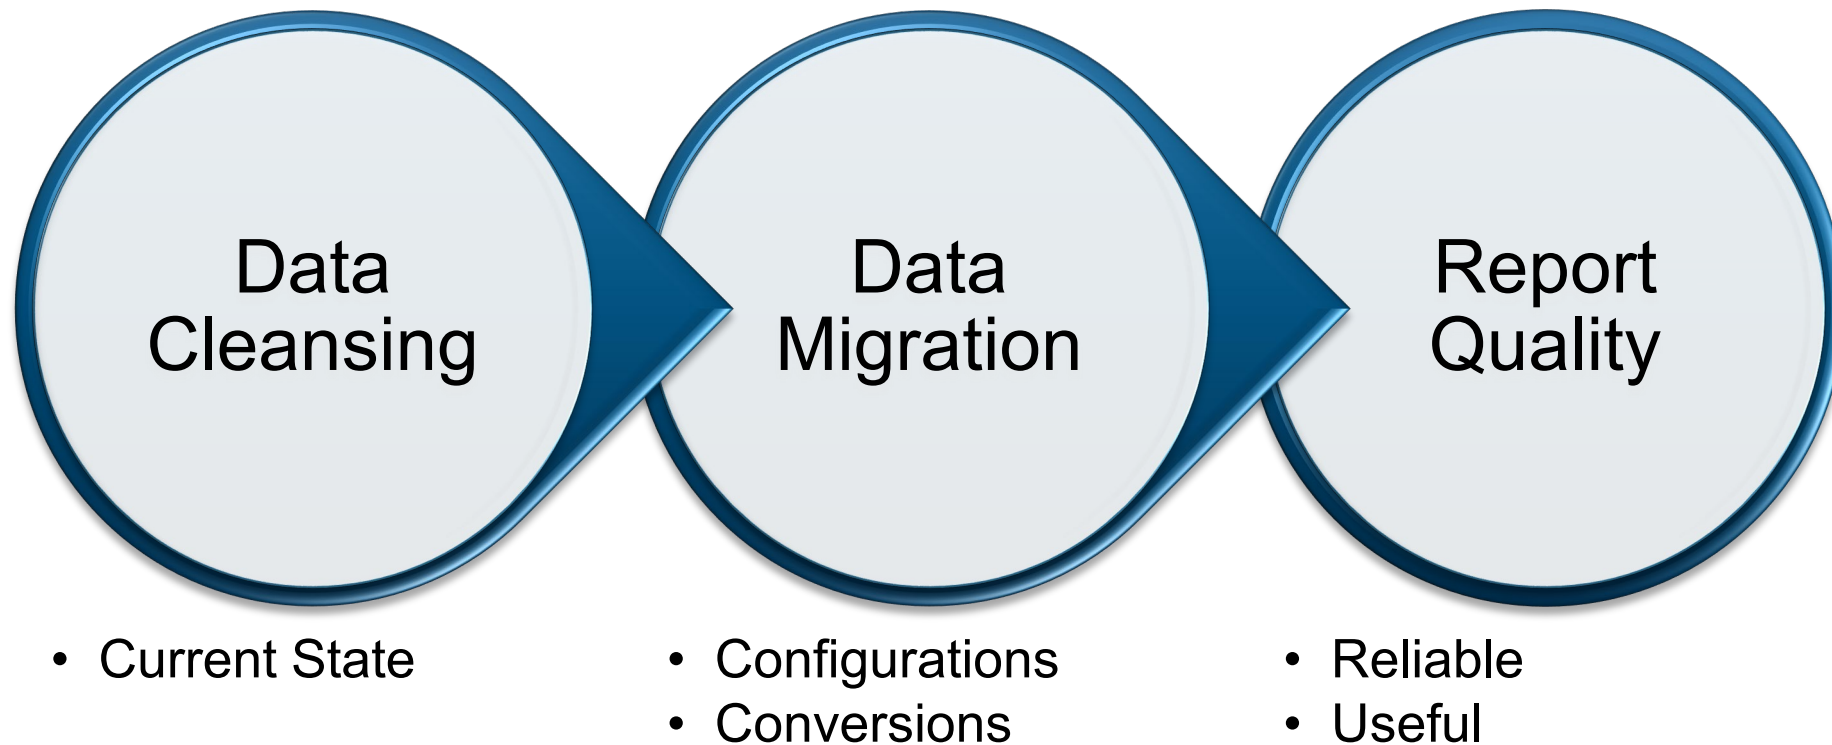 Data
Cleansing
• Current State
Data
Migration
• Configurations
• Conversions
Report
Quality
• Reliable
• Useful